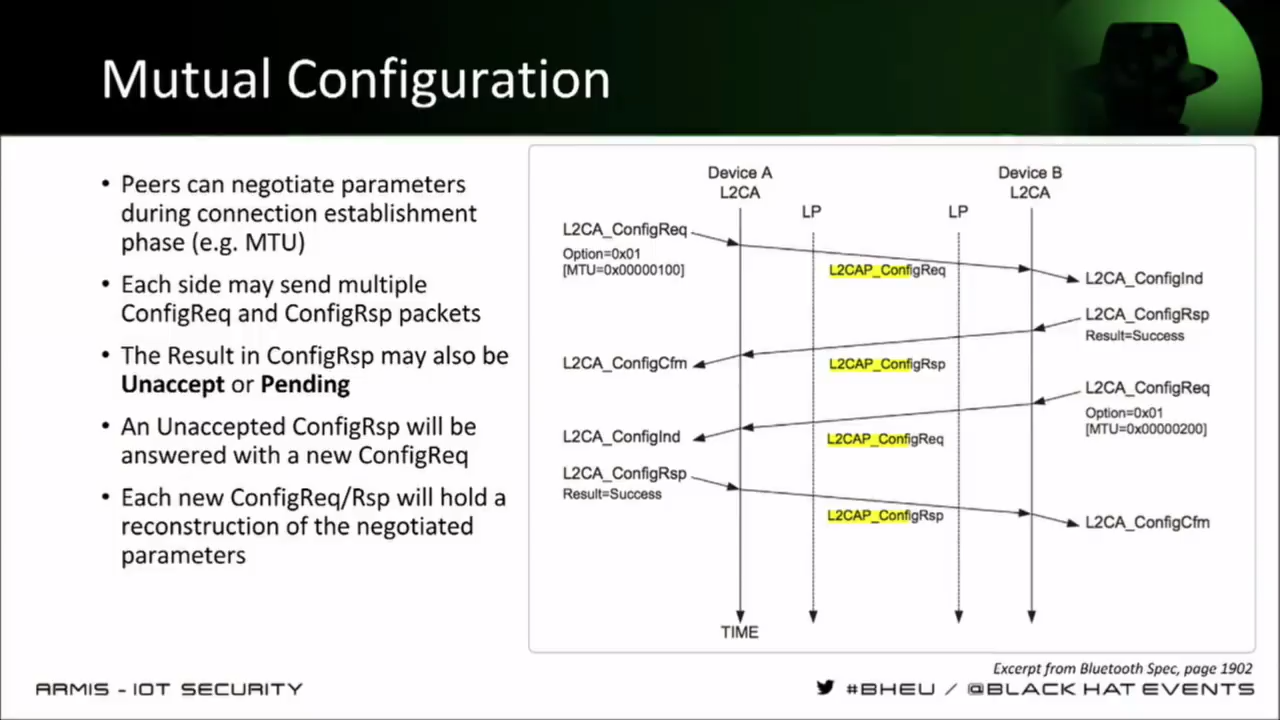 Mutual Configuration
• Peers can negotiate parameters
during connection establishment
phase (e.g. MTU)
• Each side may send multiple
ConfigReq and ConfigRsp packets
• The Result in ConfigRsp may also be
Unaccept or Pending
• An Unaccepted ConfigRsp will be
answered with a new ConfigReq
• Each new ConfigReq/Rsp will hold a
reconstruction of the negotiated
parameters
Device A
L2CA
Device B
L2CA
LP
LP
L2CA_ConfigReq
Option=0x01
[MTU=0x00000100]
L2CAP_ConfigReq
L2CA_ConfigInd
L2CA_ConfigRsp
Result=Success
L2CA_ConfigCfm
L2CAP_ConfigRsp
L2CA_ConfigReq
Option=0x01
[MTU=0x00000200]
L2CA_ConfigInd
L2CAP_ConfigReq
L2CA_ConfigRsp
Result=Success
L2CAP_ConfigRsp
L2CA_ConfigCfm
TIME
Excerpt from Bluetooth Spec, page 1902
ARMIS - IOT SECURITY
#BHEU / @BLACK HAT EVENTS